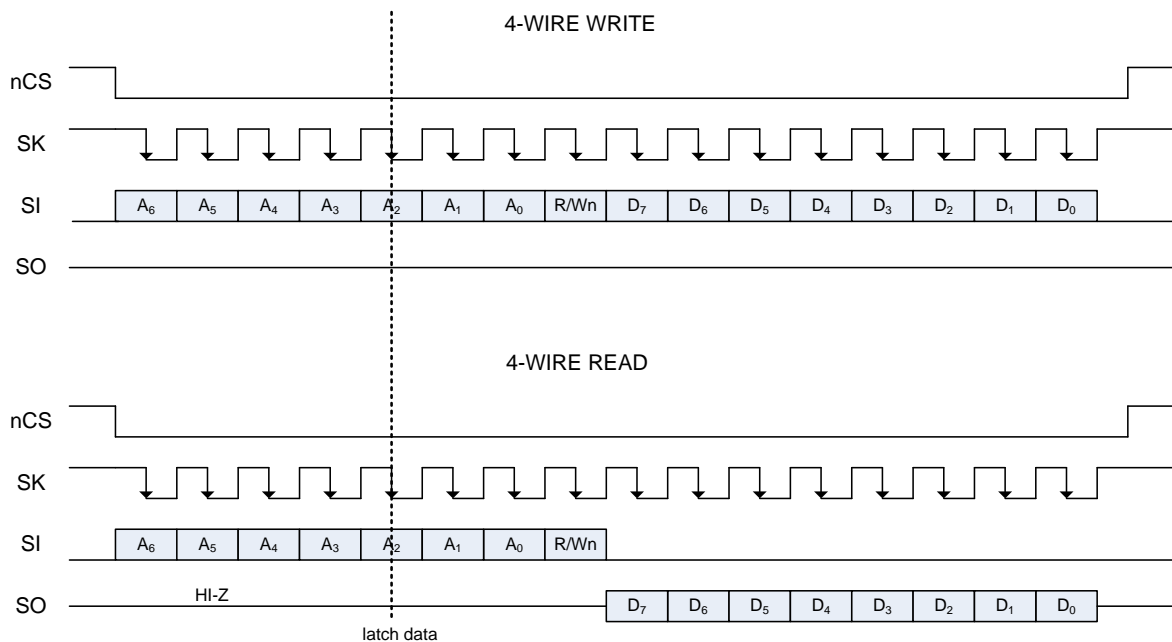 4-WIRE WRITE
nCS
SK
SI A₆ A₅ A₄ A₃ A₂ A₁ A₀ R/Wn D₇ D₆ D₅ D₄ D₃ D₂ D₁ D₀
SO
4-WIRE READ
nCS
SK
SI A₆ A₅ A₄ A₃ A₂ A₁ A₀ R/Wn
SO HI-Z D₇ D₆ D₅ D₄ D₃ D₂ D₁ D₀
latch data